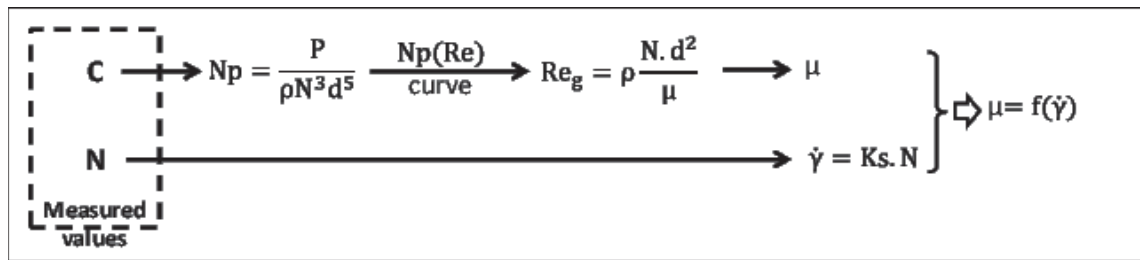 C Np = P / ρN³d⁵ Np(Re) curve Re_g = ρ N. d² / μ μ
μ= f(γ̇)
N γ̇ = Ks. N
Measured
values